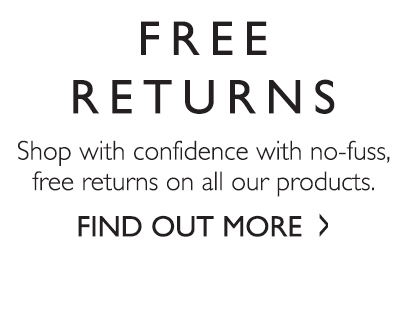 FREE
RETURNS
Shop with confidence with no-fuss,
free returns on all our products.
FIND OUT MORE >